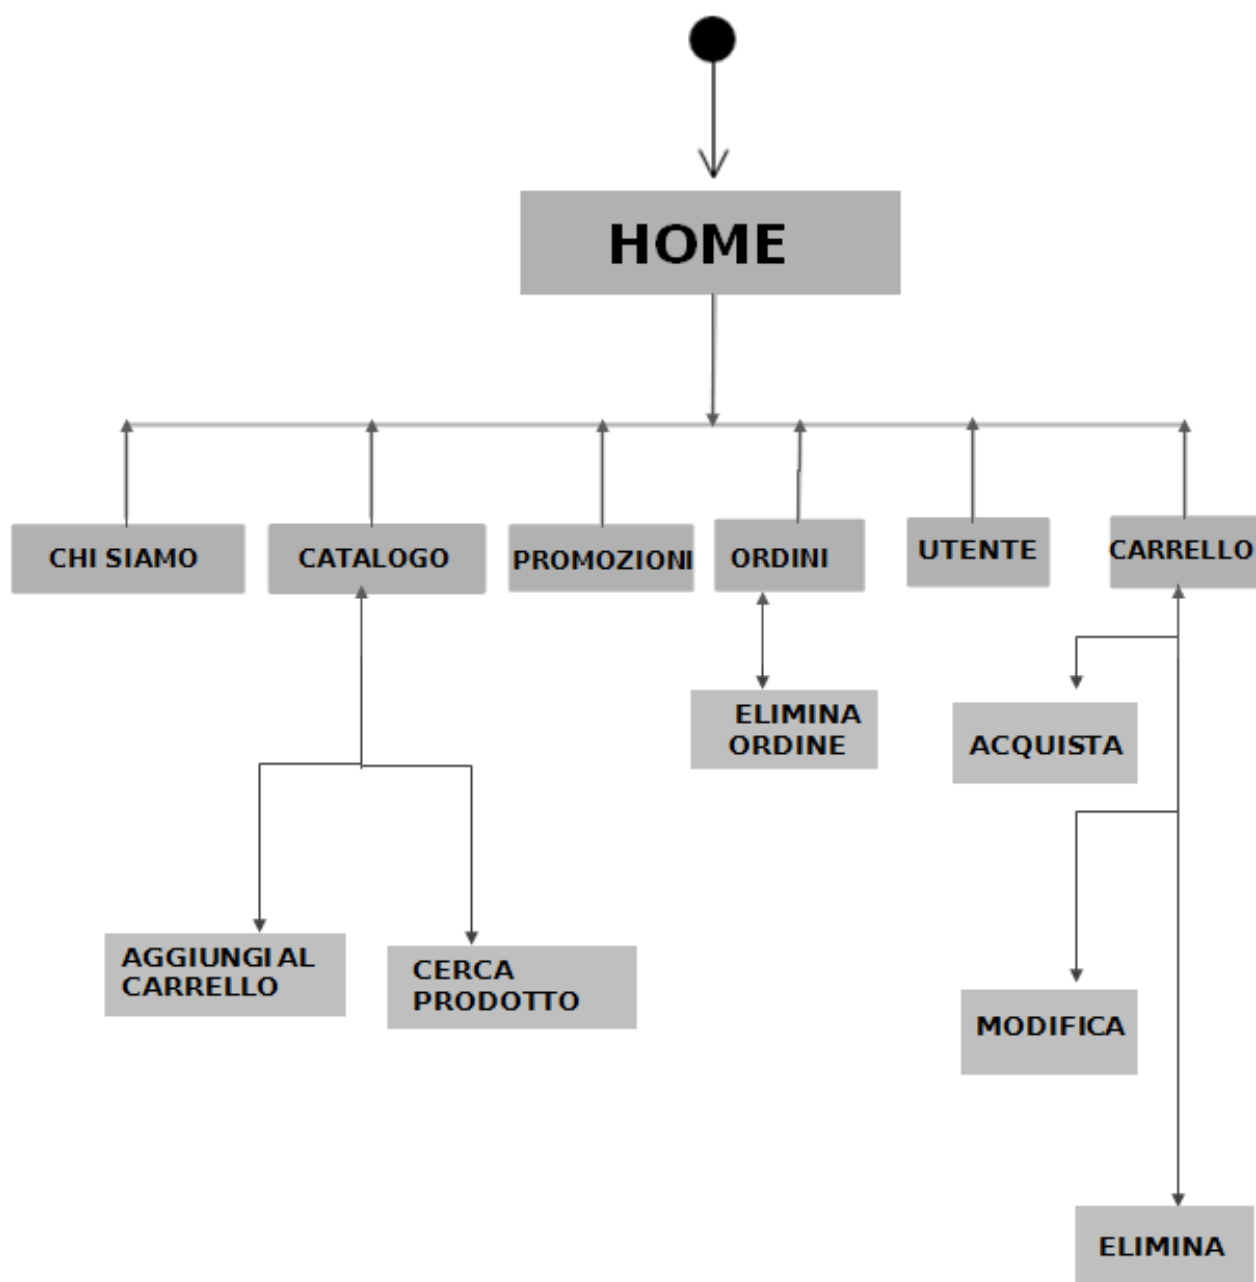 HOME
CHI SIAMO
CATALOGO
PROMOZIONI
ORDINI
UTENTE
CARRELLO
ELIMINA
ORDINE
ACQUISTA
AGGIUNGI AL
CARRELLO
CERCA
PRODOTTO
MODIFICA
ELIMINA